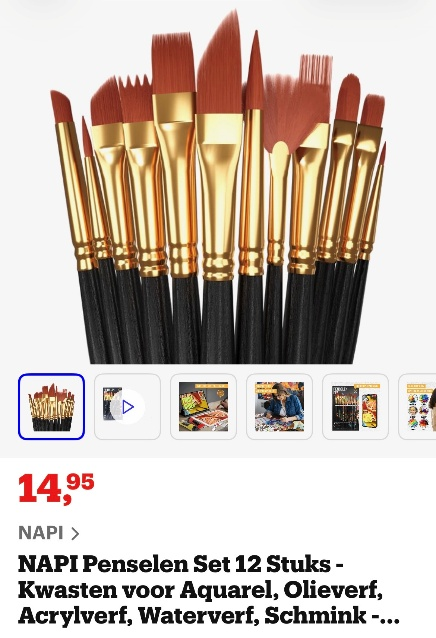 14,95
NAPI >
NAPI Penselen Set 12 Stuks -
Kwasten voor Aquarel, Olieverf,
Acrylverf, Waterverf, Schmink -...